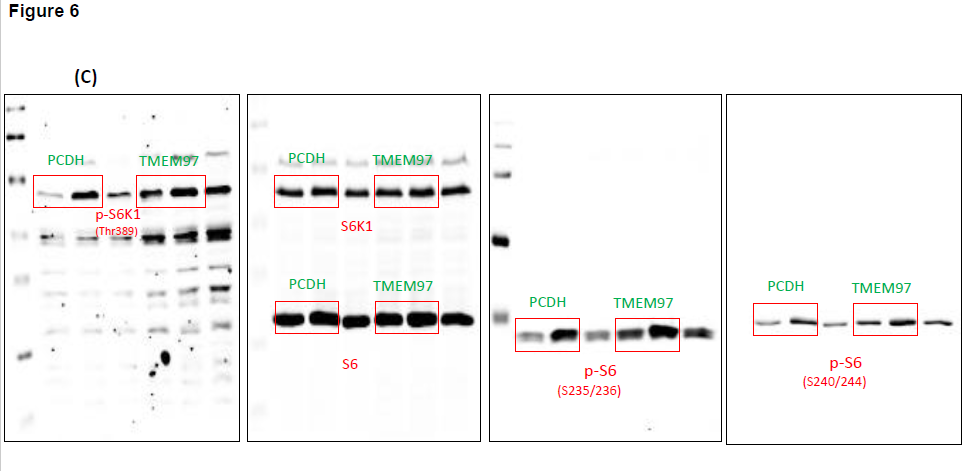 Figure 6
(C)
PCDH
TMEM97
p-S6K1
(Thr389)
PCDH
TMEM97
S6K1
PCDH
TMEM97
S6
PCDH
TMEM97
p-S6
(S235/236)
PCDH
TMEM97
p-S6
(S240/244)